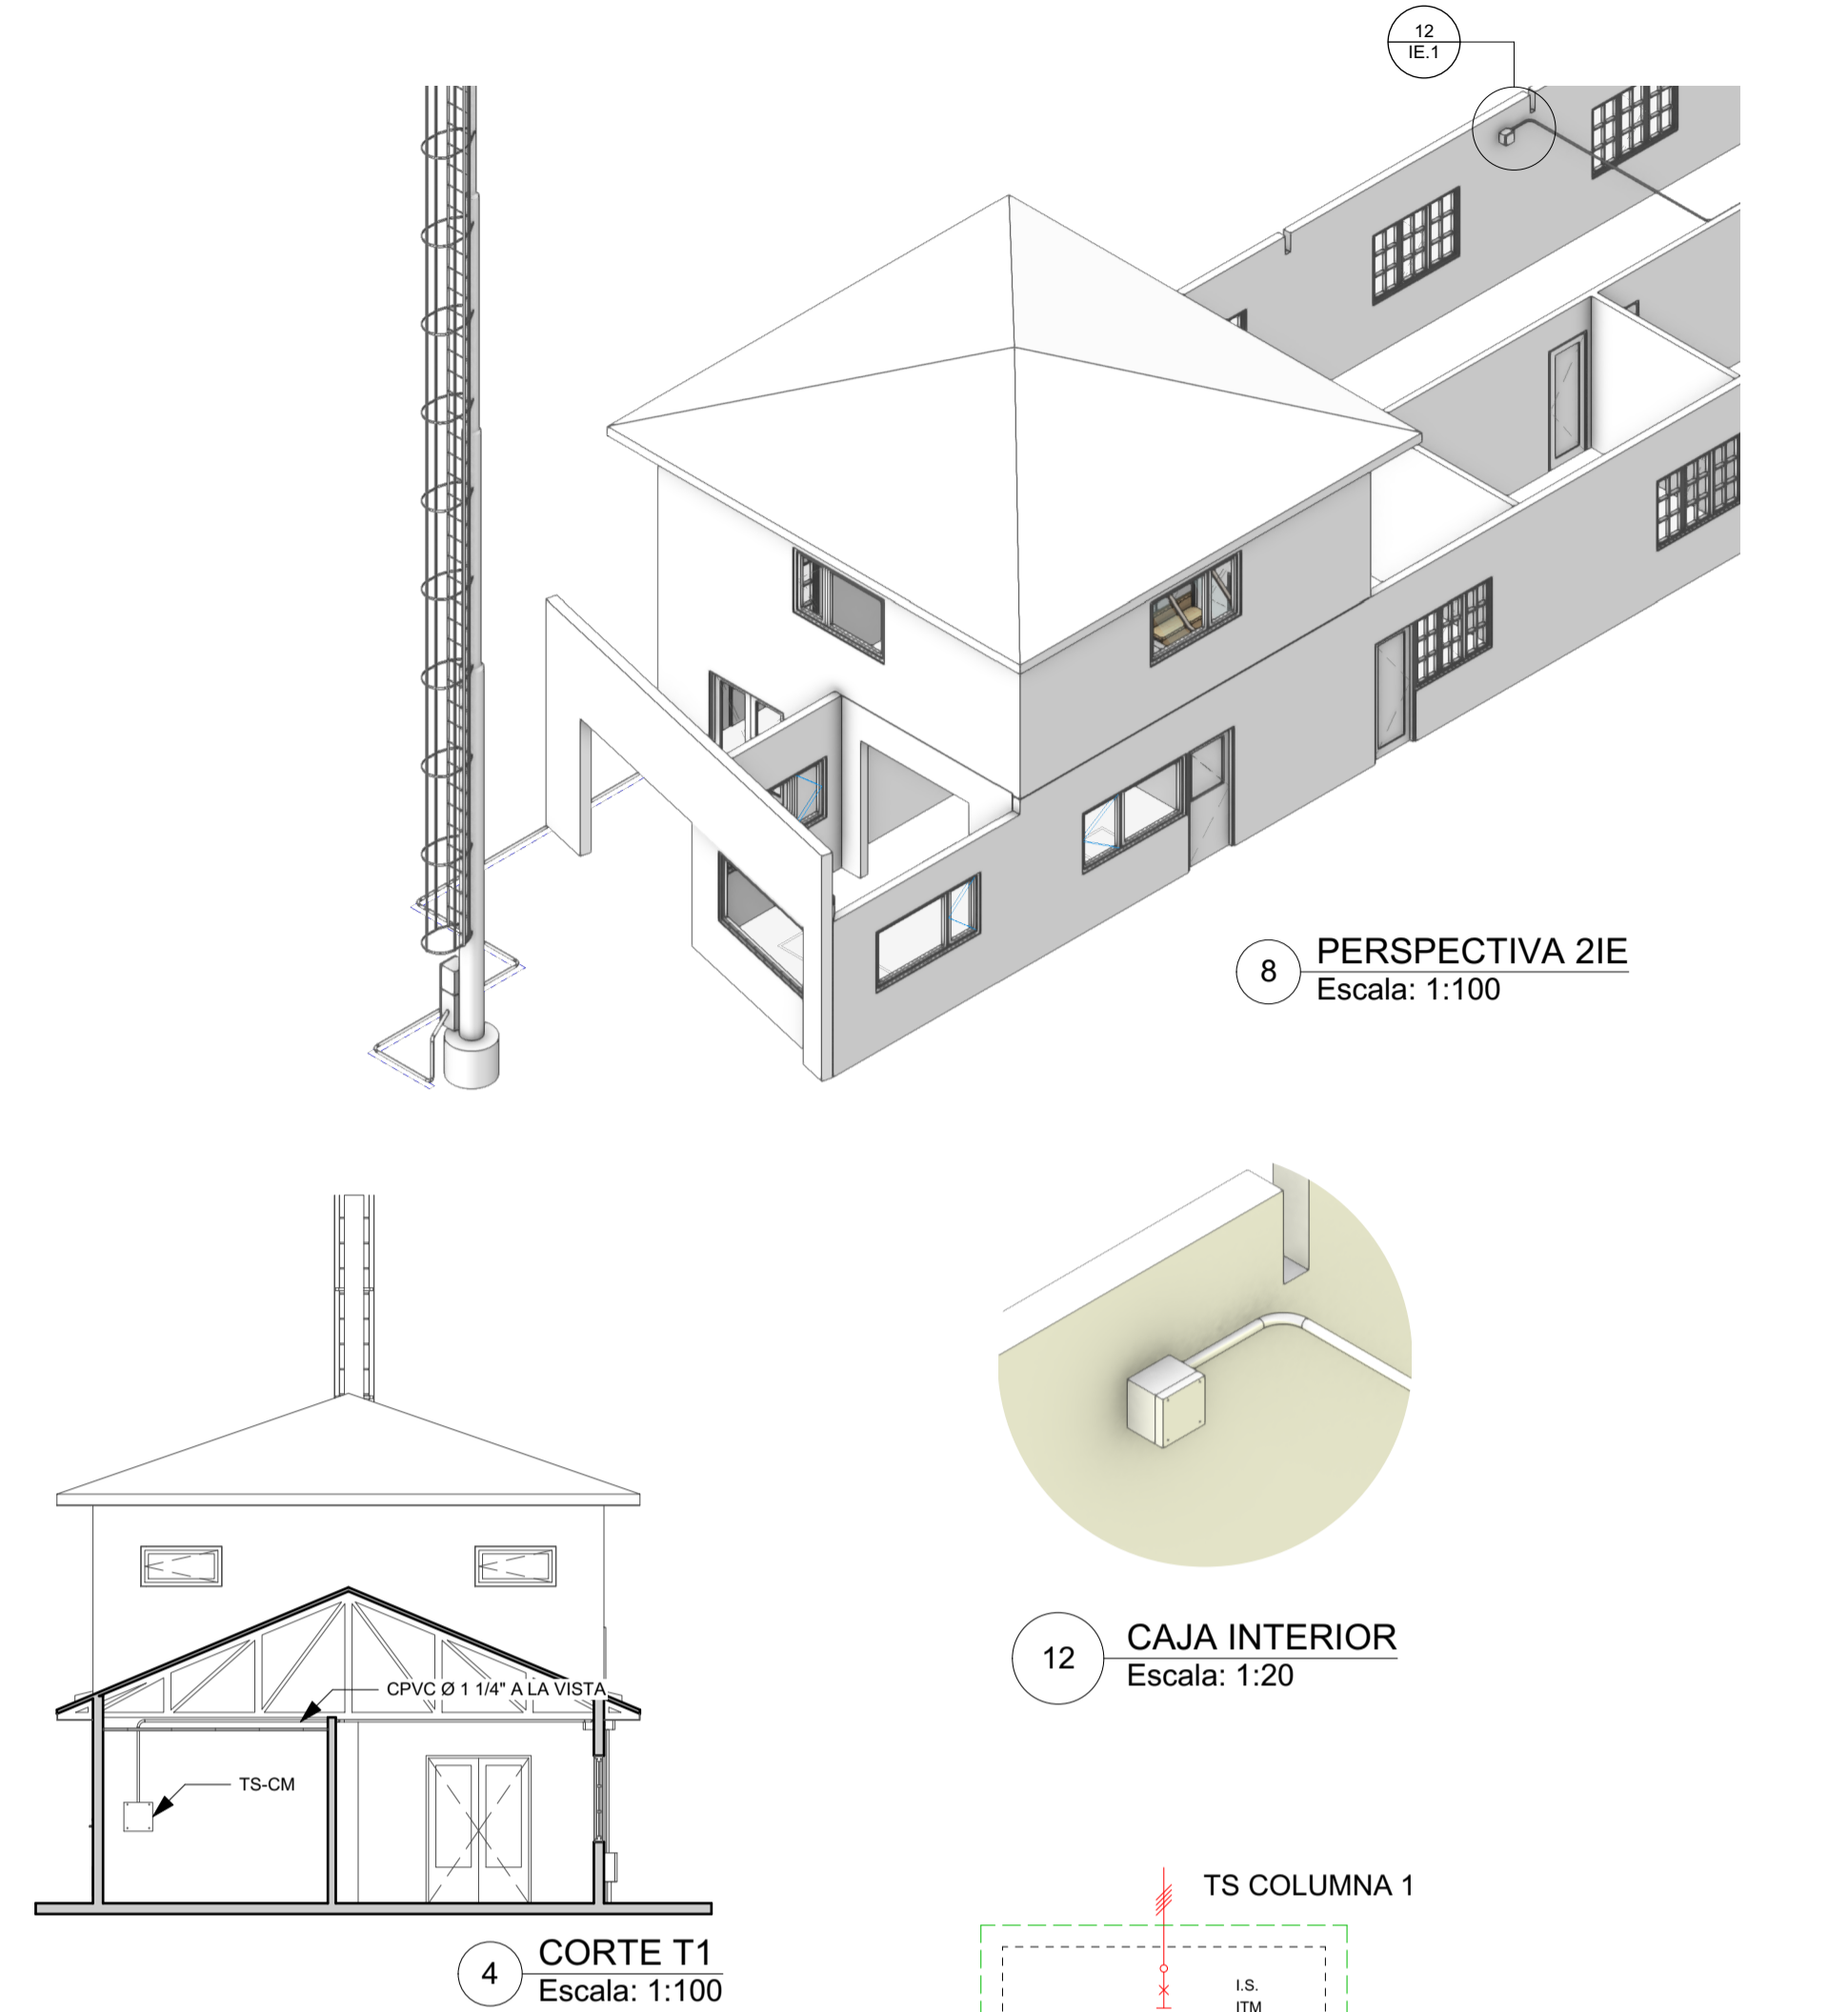 12
IE.1
8
PERSPECTIVA 2IE
Escala: 1:100
12
CAJA INTERIOR
Escala: 1:20
CPVC Ø 1 1/4" A LA VISTA
TS-CM
4
CORTE T1
Escala: 1:100
TS COLUMNA 1
I.S.
ITM